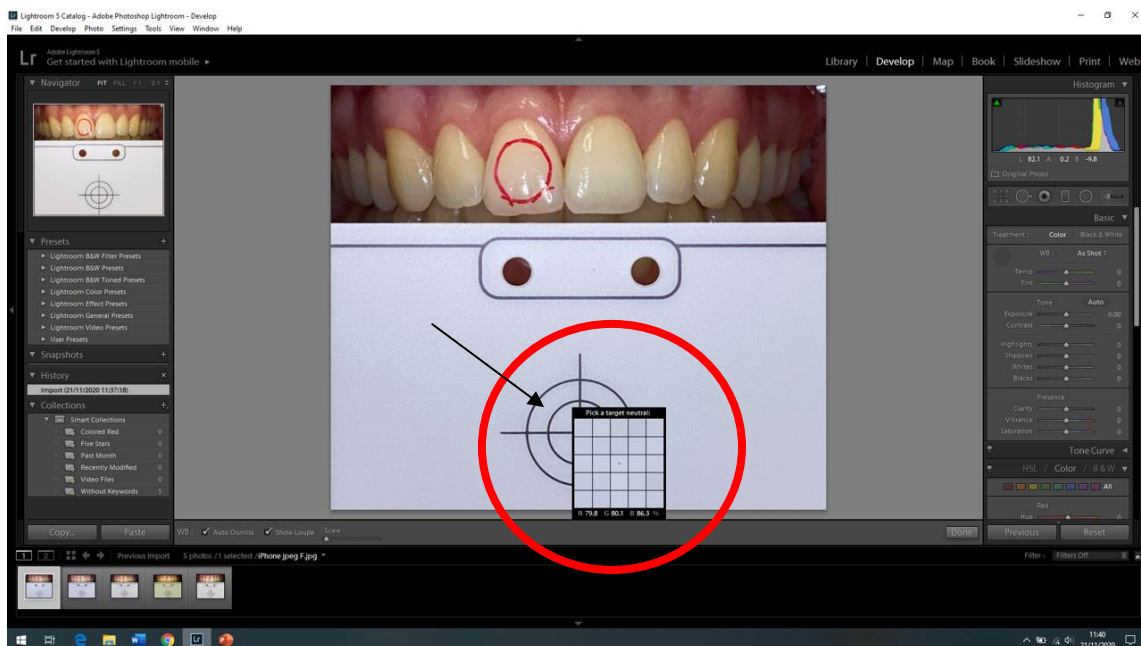 Lightroom 5 Catalog - Adobe Photoshop Lightroom - Develop
File Edit Develop Photo Settings Tools View Window Help
Lr
Adobe Lightroom 5
Get started with Lightroom mobile ▸
Library | Develop | Map | Book | Slideshow | Print | Web
Navigator FIT FILL 1:1 3:1
Histogram
L 82.1 A 0.2 B -9.8
Original Photo
Basic
Treatment : Color Black & White
WB : As Shot
Temp 0
Tint 0
Tone Auto
Exposure 0.00
Contrast 0
Highlights 0
Shadows 0
Whites 0
Blacks 0
Presence
Clarity 0
Vibrance 0
Saturation 0
Tone Curve
HSL / Color / B & W
All
Red
Hue
Presets +
Lightroom B&W Filter Presets
Lightroom B&W Presets
Lightroom B&W Toned Presets
Lightroom Color Presets
Lightroom Effect Presets
Lightroom General Presets
Lightroom Video Presets
User Presets
Snapshots +
History ×
Import (21/11/2020 11:37:18)
Collections +
Smart Collections
Colored Red 0
Five Stars 0
Past Month 0
Recently Modified 0
Video Files 0
Without Keywords 5
Pick a target neutral:
R 79.8 G 80.1 B 86.3 %
Copy... Paste
WB : Auto Dismiss Show Loupe Scale
Done
Previous Reset
1 2 Previous Import 5 photos / 1 selected / iPhone jpeg F.jpg
Filter : Filters Off
11:40
21/11/2020